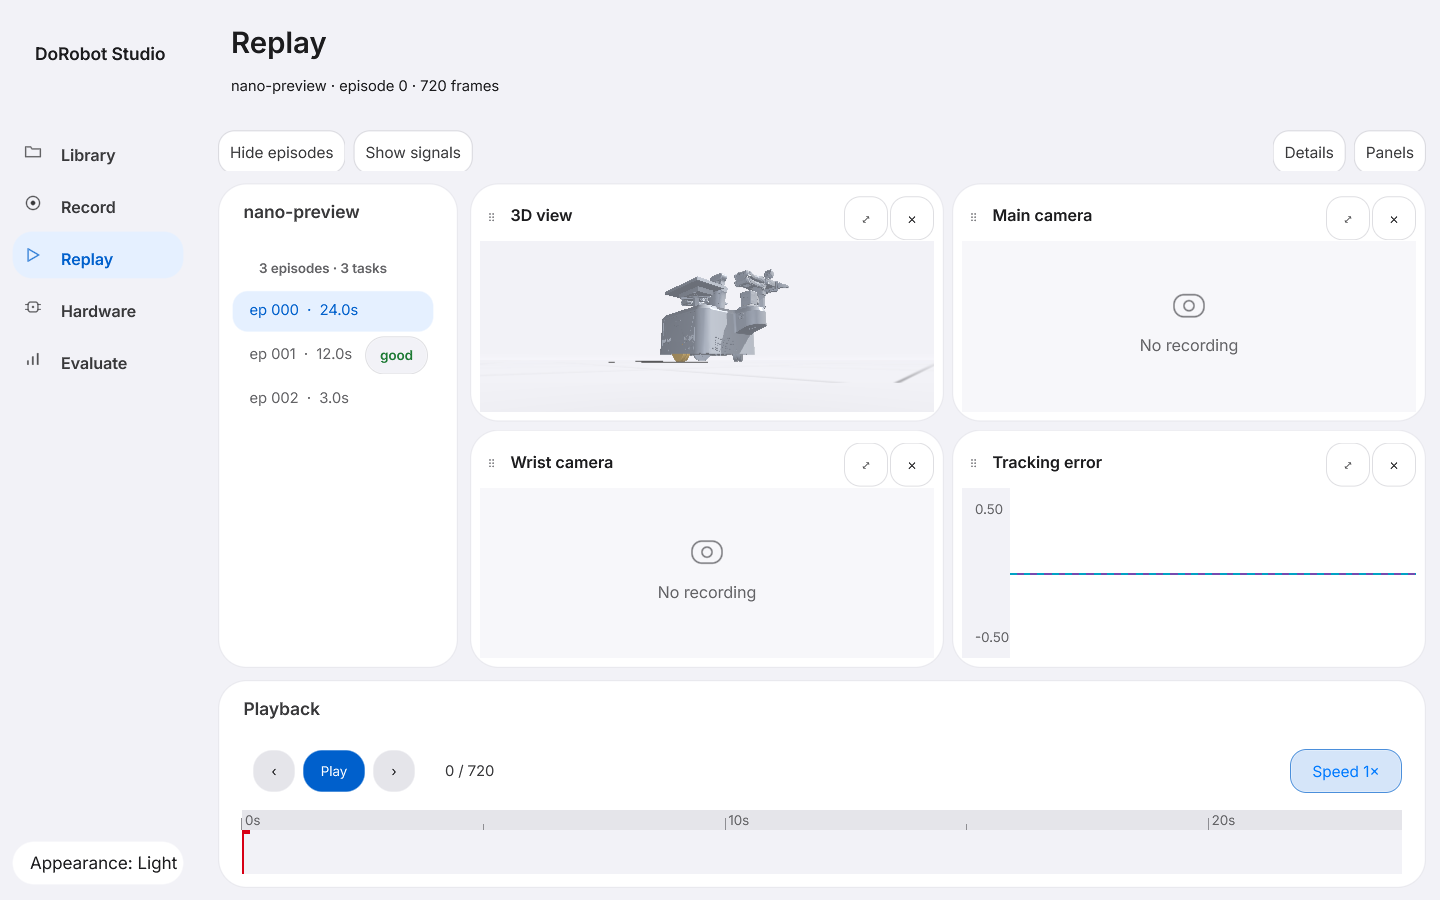 DoRobot Studio
Library
Record
Replay
Hardware
Evaluate
Appearance: Light
Replay
nano-preview · episode 0 · 720 frames
Hide episodes
Show signals
Details
Panels
nano-preview
3 episodes · 3 tasks
ep 000 · 24.0s
ep 001 · 12.0s good
ep 002 · 3.0s
3D view
Main camera
No recording
Wrist camera
No recording
Tracking error
0.50
-0.50
Playback
‹ Play › 0 / 720
Speed 1×
0s 10s 20s